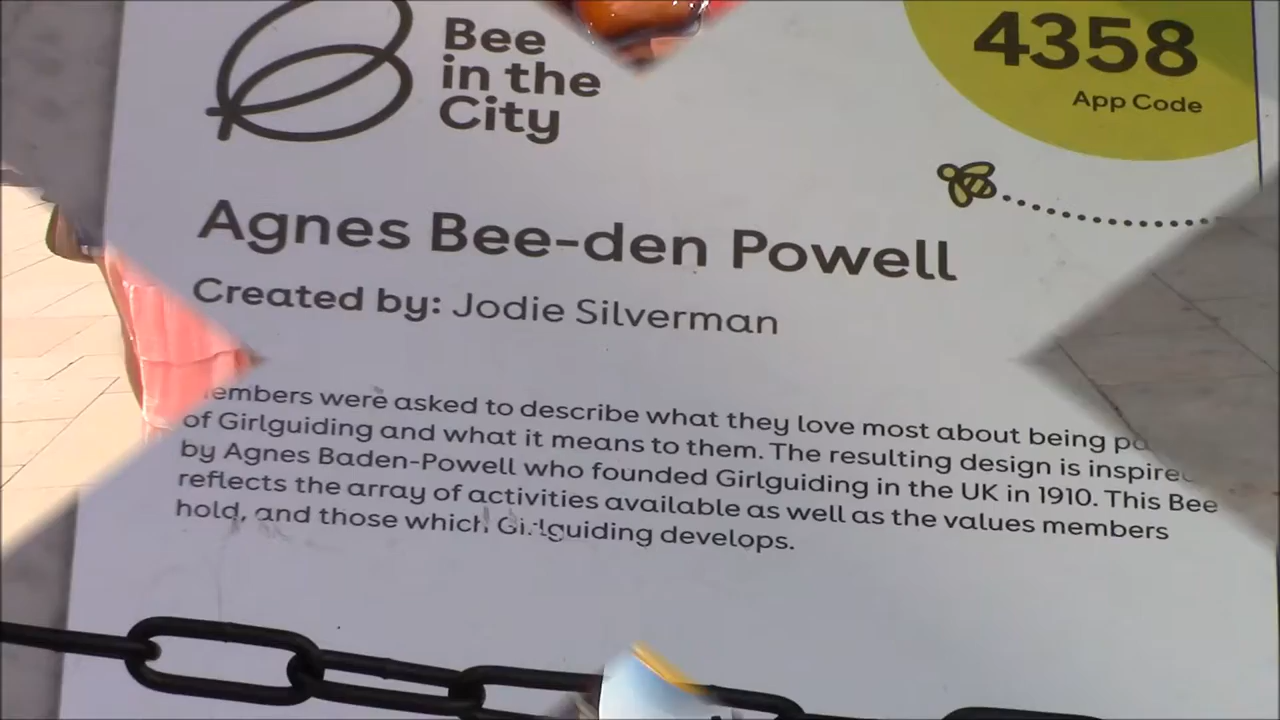 Bee
in the
City
4358
App Code
Agnes Bee-den Powell
Created by: Jodie Silverman
were asked to describe what they love most about being
of Girlguiding and what it means to them. The resulting design is
by Agnes Baden-Powell who founded Girlguiding in the UK in 1910. This Bee
reflects the array of activities available as well as the values members
hold, and those which Girlguiding develops.